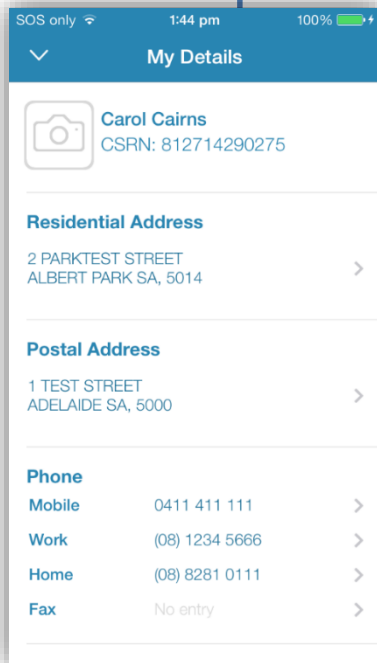 SOS only 1:44 pm 100%
My Details
Carol Cairns
CSRN: 812714290275
Residential Address
2 PARKTEST STREET
ALBERT PARK SA, 5014
Postal Address
1 TEST STREET
ADELAIDE SA, 5000
Phone
Mobile 0411 411 111
Work (08) 1234 5666
Home (08) 8281 0111
Fax No entry